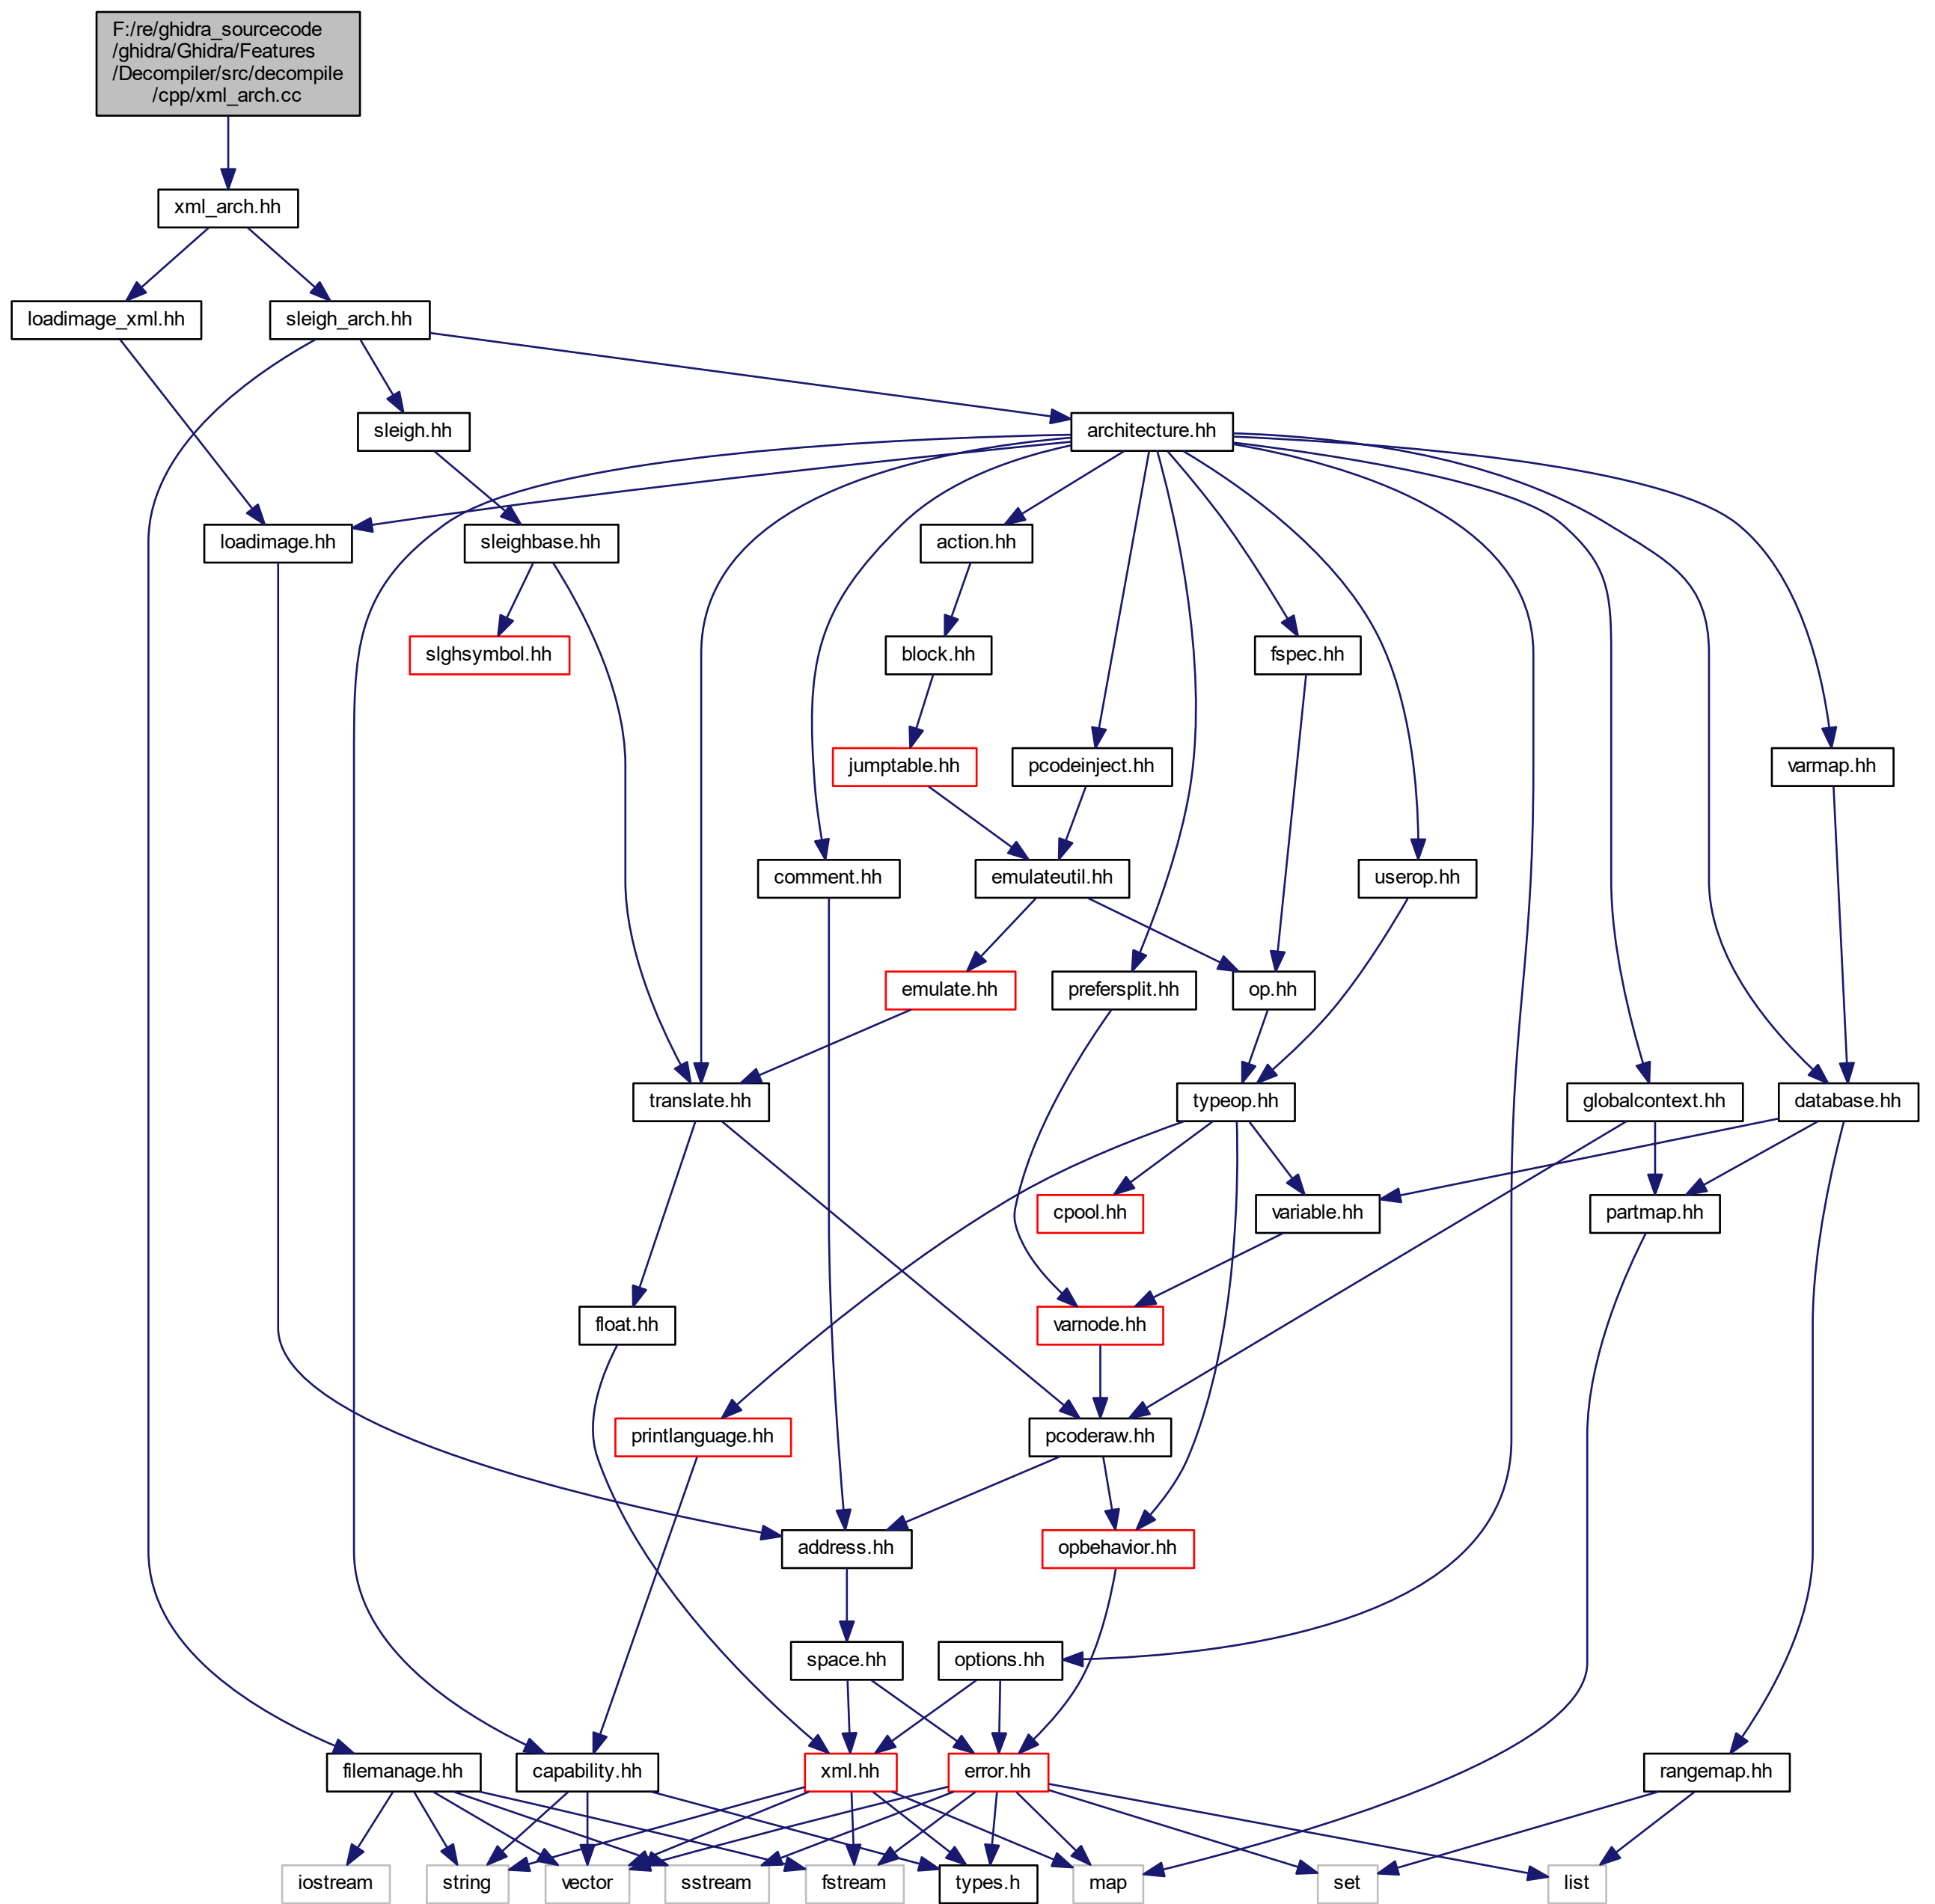 F:/re/ghidra_sourcecode
/ghidra/Ghidra/Features
/Decompiler/src/decompile
/cpp/xml_arch.cc
xml_arch.hh
loadimage_xml.hh
sleigh_arch.hh
sleigh.hh
architecture.hh
loadimage.hh
sleighbase.hh
action.hh
slghsymbol.hh
block.hh
fspec.hh
jumptable.hh
pcodeinject.hh
varmap.hh
comment.hh
emulateutil.hh
userop.hh
emulate.hh
prefersplit.hh
op.hh
translate.hh
typeop.hh
globalcontext.hh
database.hh
cpool.hh
variable.hh
partmap.hh
float.hh
varnode.hh
printlanguage.hh
pcoderaw.hh
address.hh
opbehavior.hh
space.hh
options.hh
filemanage.hh
capability.hh
xml.hh
error.hh
rangemap.hh
iostream
string
vector
sstream
fstream
types.h
map
set
list